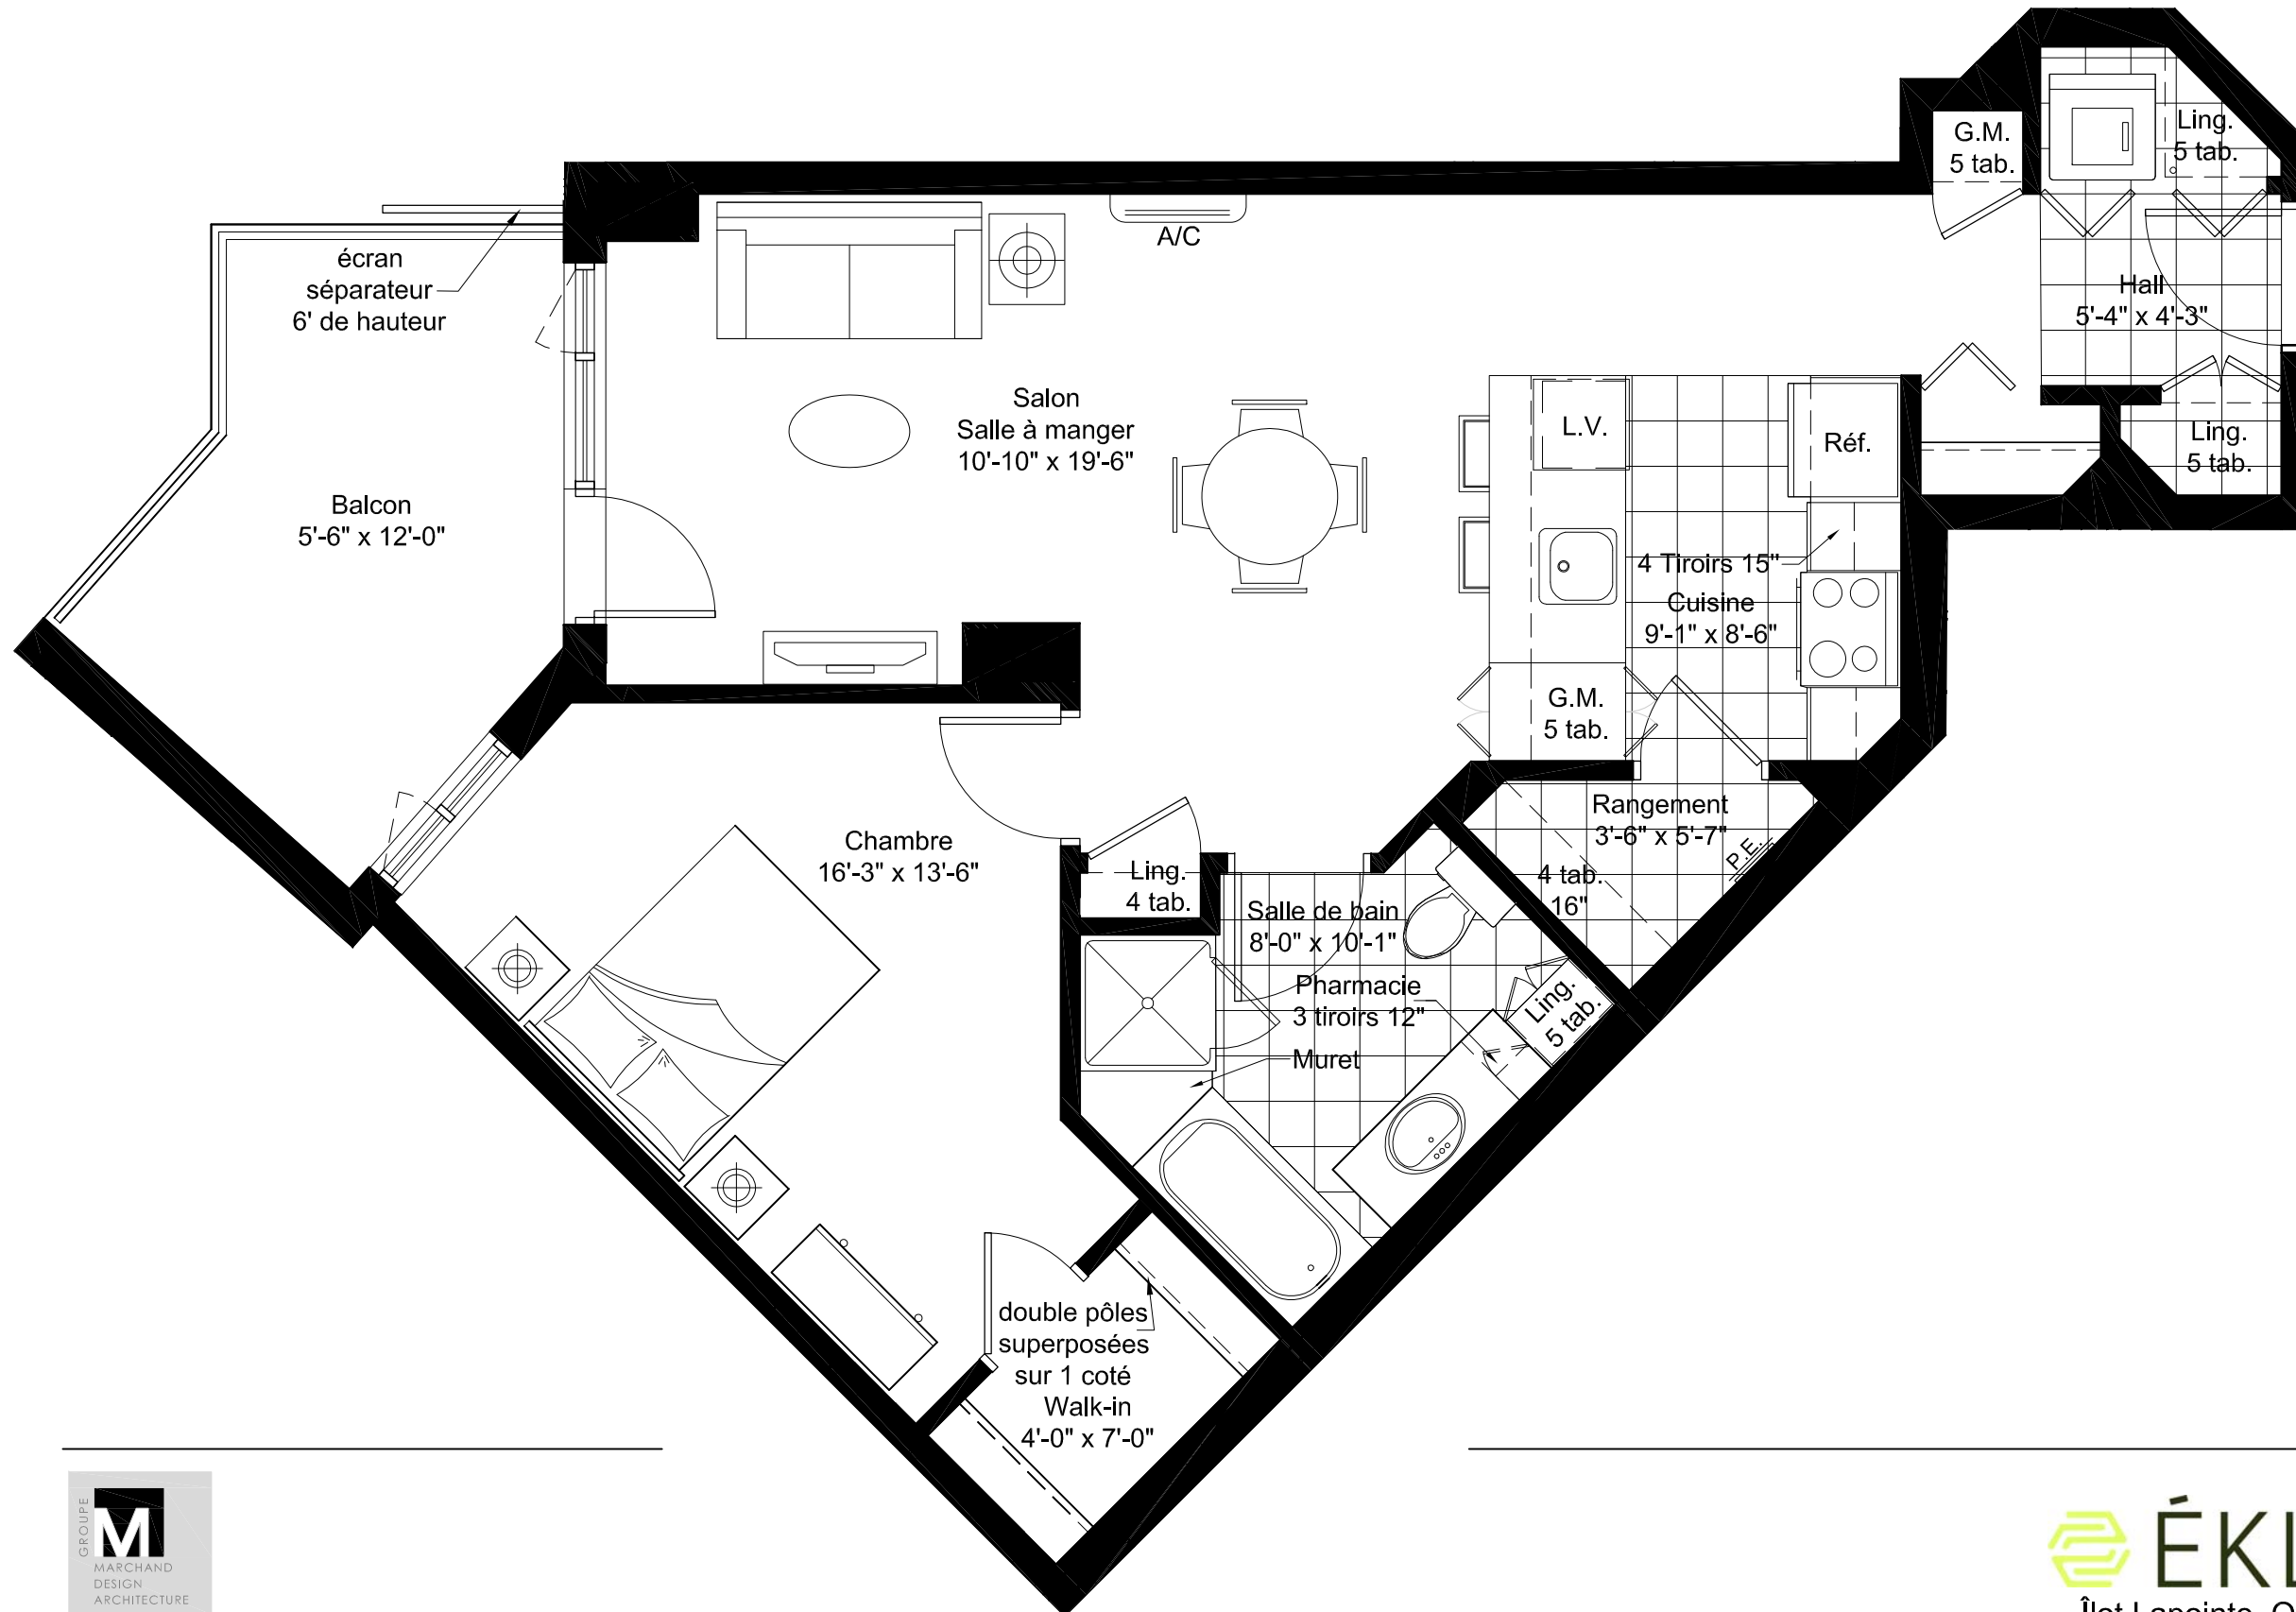 G.M.
5 tab.
Ling.
5 tab.
écran
séparateur
6' de hauteur
A/C
Hall
5'-4" x 4'-3"
Salon
Salle à manger
10'-10" x 19'-6"
L.V.
Réf.
Ling.
5 tab.
Balcon
5'-6" x 12'-0"
4 Tiroirs 15"
Cuisine
9'-1" x 8'-6"
G.M.
5 tab.
Rangement
3'-6" x 5'-7"
P.E.
4 tab.
16"
Chambre
16'-3" x 13'-6"
Ling.
4 tab.
Salle de bain
8'-0" x 10'-1"
Pharmacie
3 tiroirs 12"
Ling.
5 tab.
Muret
double pôles
superposées
sur 1 coté
Walk-in
4'-0" x 7'-0"
GROUPE
M
MARCHAND
DESIGN
ARCHITECTURE
Îlot Lapointe,